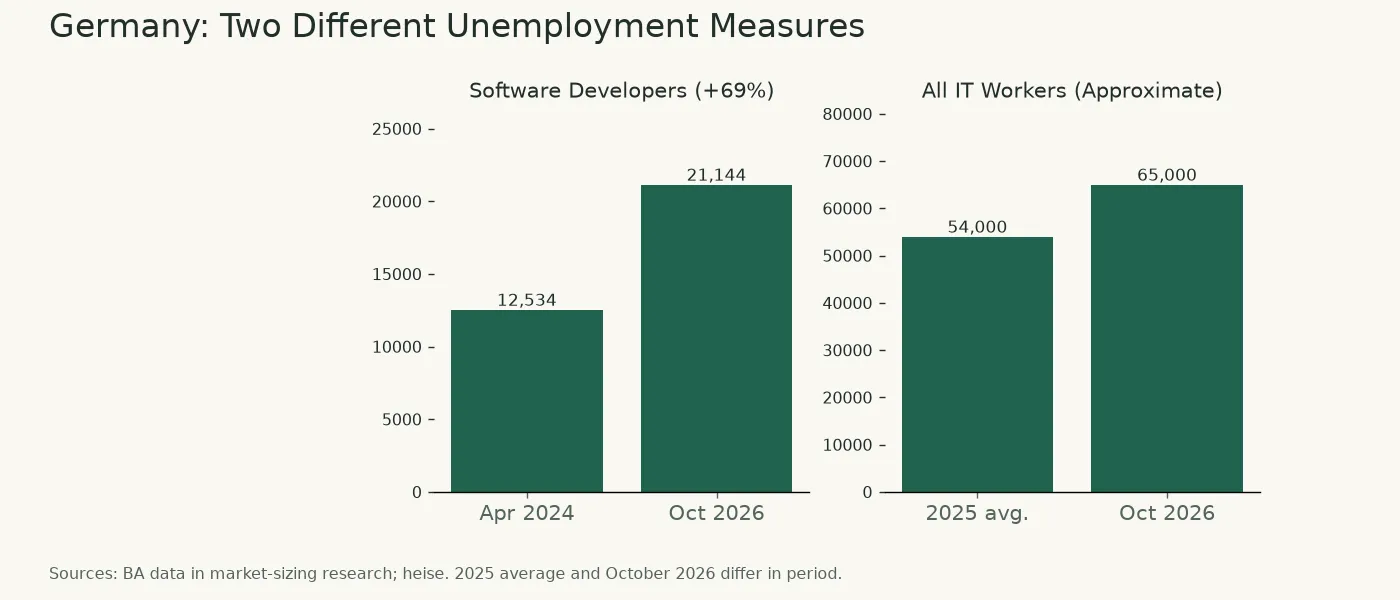 Germany: Two Different Unemployment Measures
Software Developers (+69%)
25000
20000
15000
10000
5000
0
12,534
21,144
Apr 2024
Oct 2026
All IT Workers (Approximate)
80000
70000
60000
50000
40000
30000
20000
10000
0
54,000
65,000
2025 avg.
Oct 2026
Sources: BA data in market-sizing research; heise. 2025 average and October 2026 differ in period.